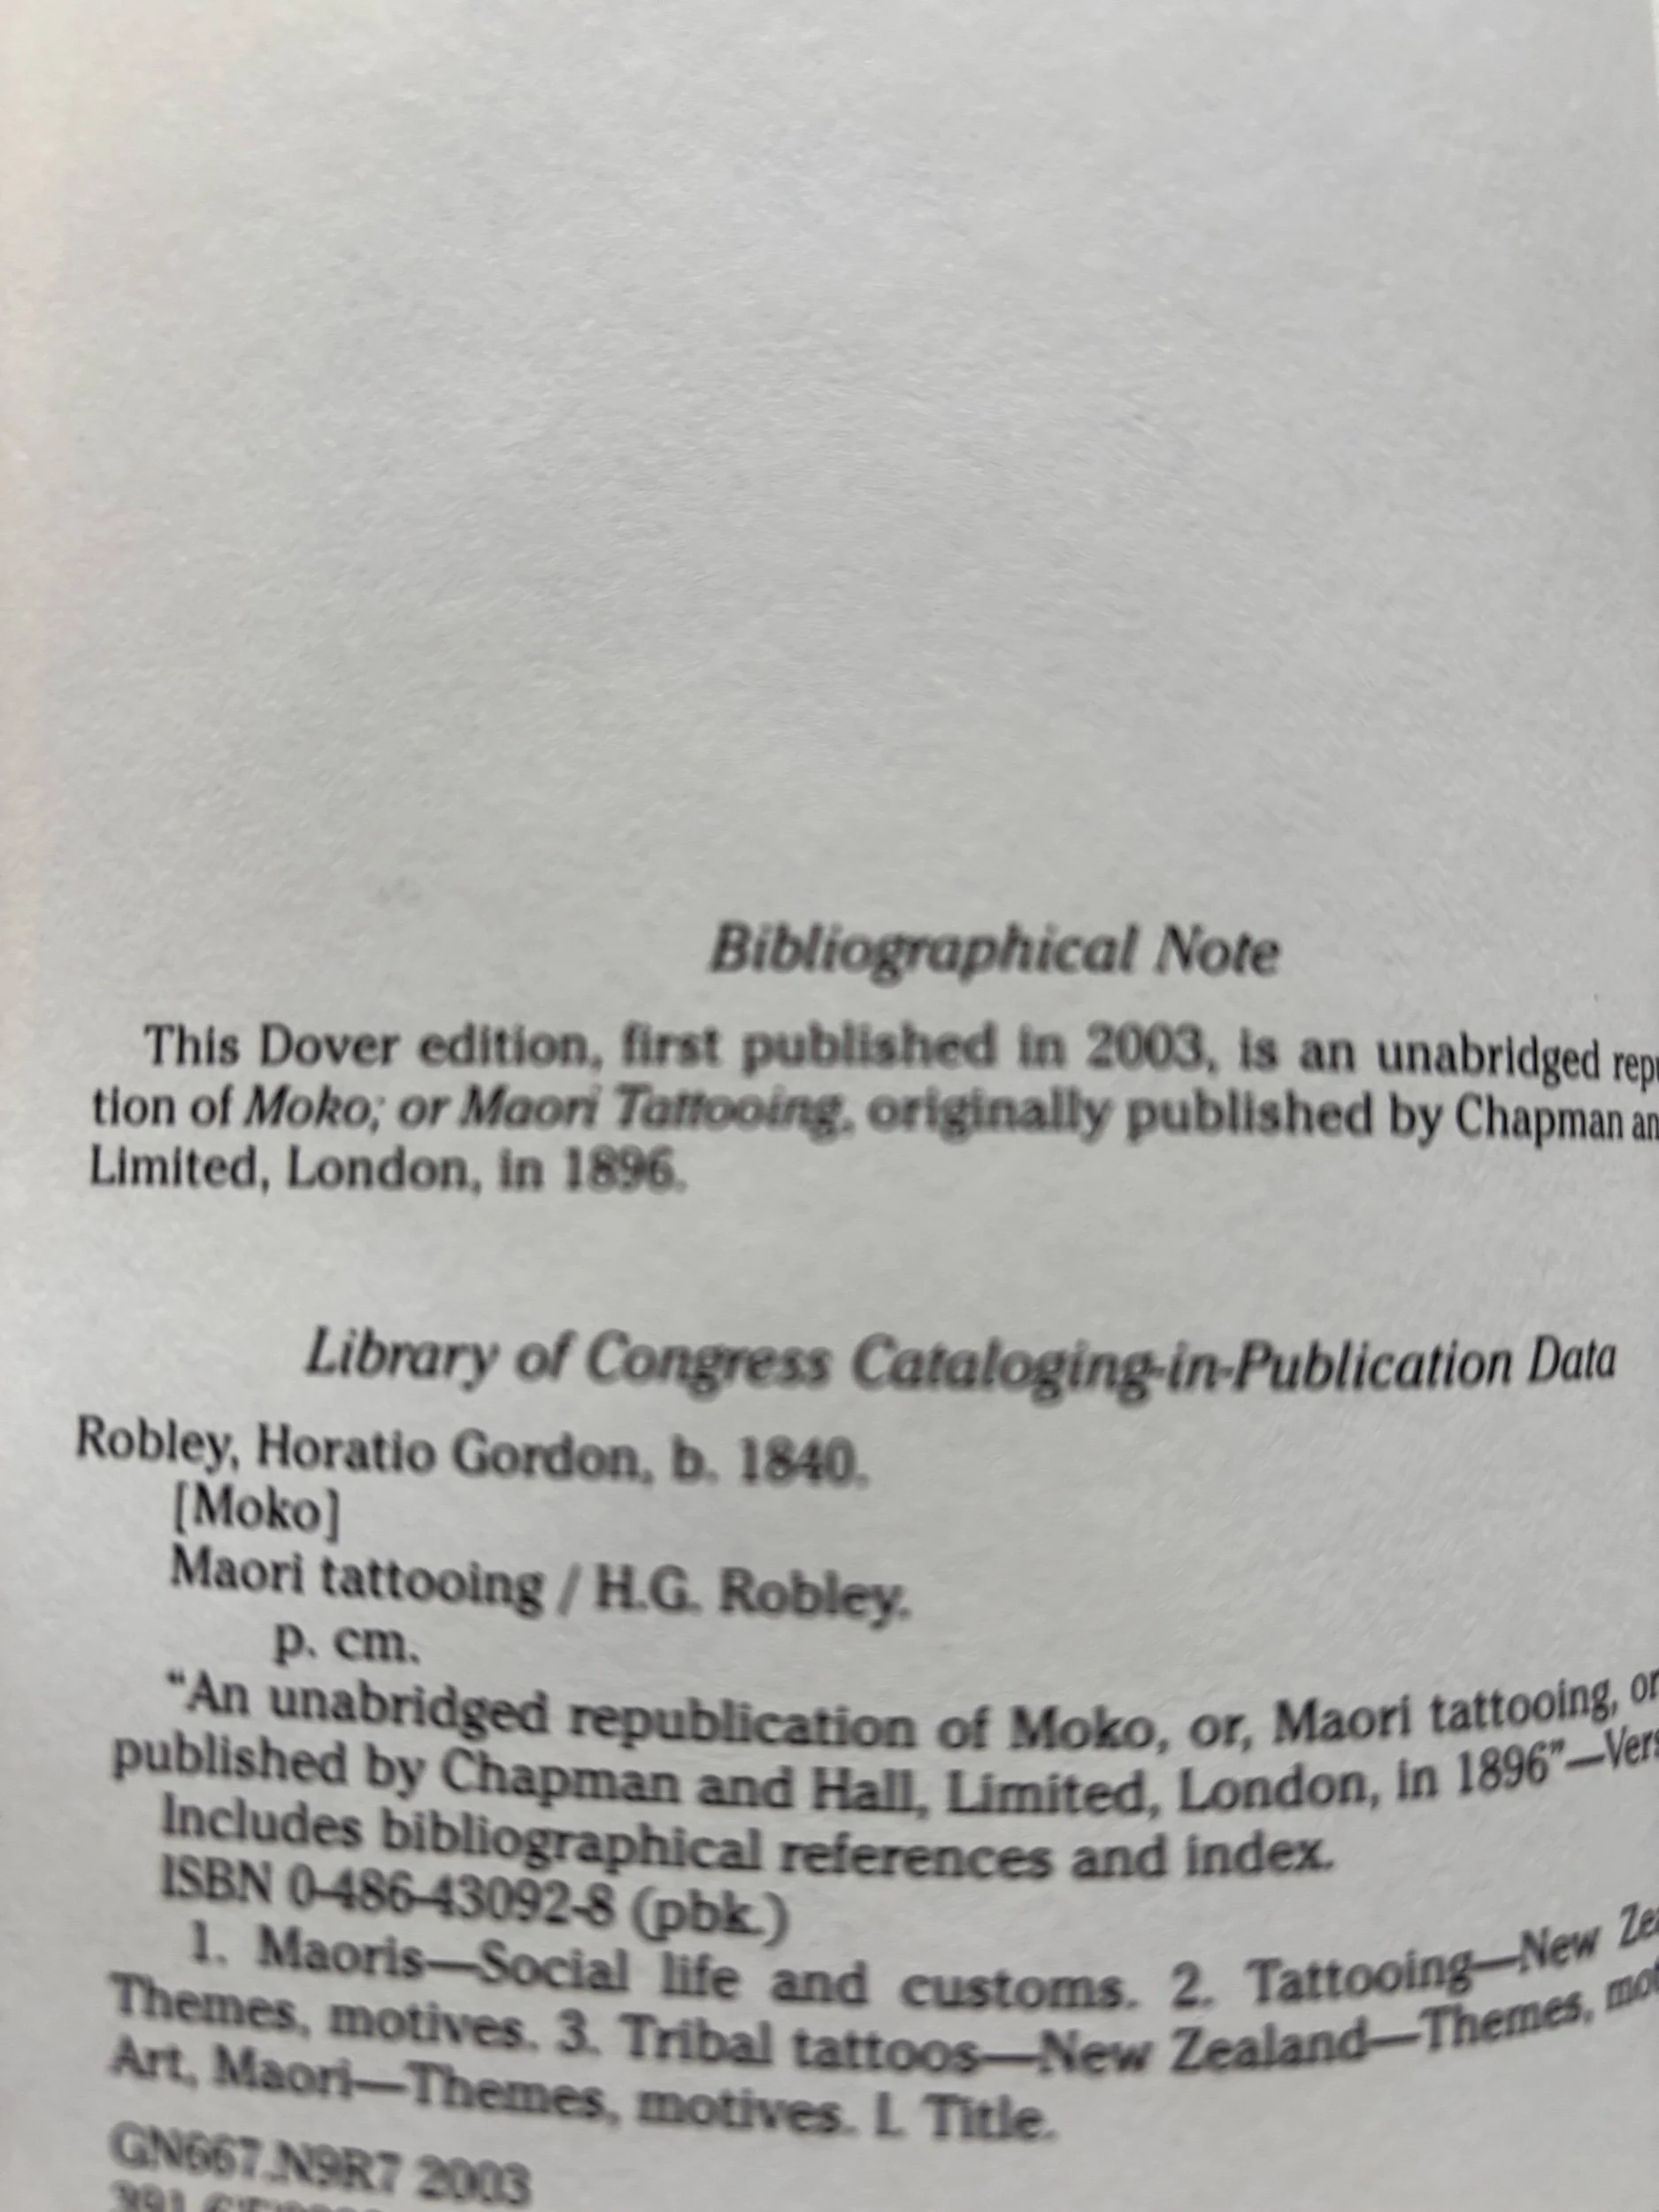 Bibliographical Note
This Dover edition, first published in 2003, is an unabridged
tion of Moko; or Maori Tattooing, originally published by Chapman
Limited, London, in 1896.
Library of Congress Cataloging-in-Publication Data
Robley, Horatio Gordon, b. 1840.
[Moko]
Maori tattooing / H.G. Robley.
p. cm.
“An unabridged republication of Moko, or, Maori tattooing,
published by Chapman and Hall, Limited, London, in 1896”—
Includes bibliographical references and index.
ISBN 0-486-43092-8 (pbk.)
1. Maoris—Social life and customs. 2. Tattooing—New
Themes, motives. 3. Tribal tattoos—New Zealand—Themes,
Art, Maori—Themes, motives. I. Title.
GN667.N9R7 2003